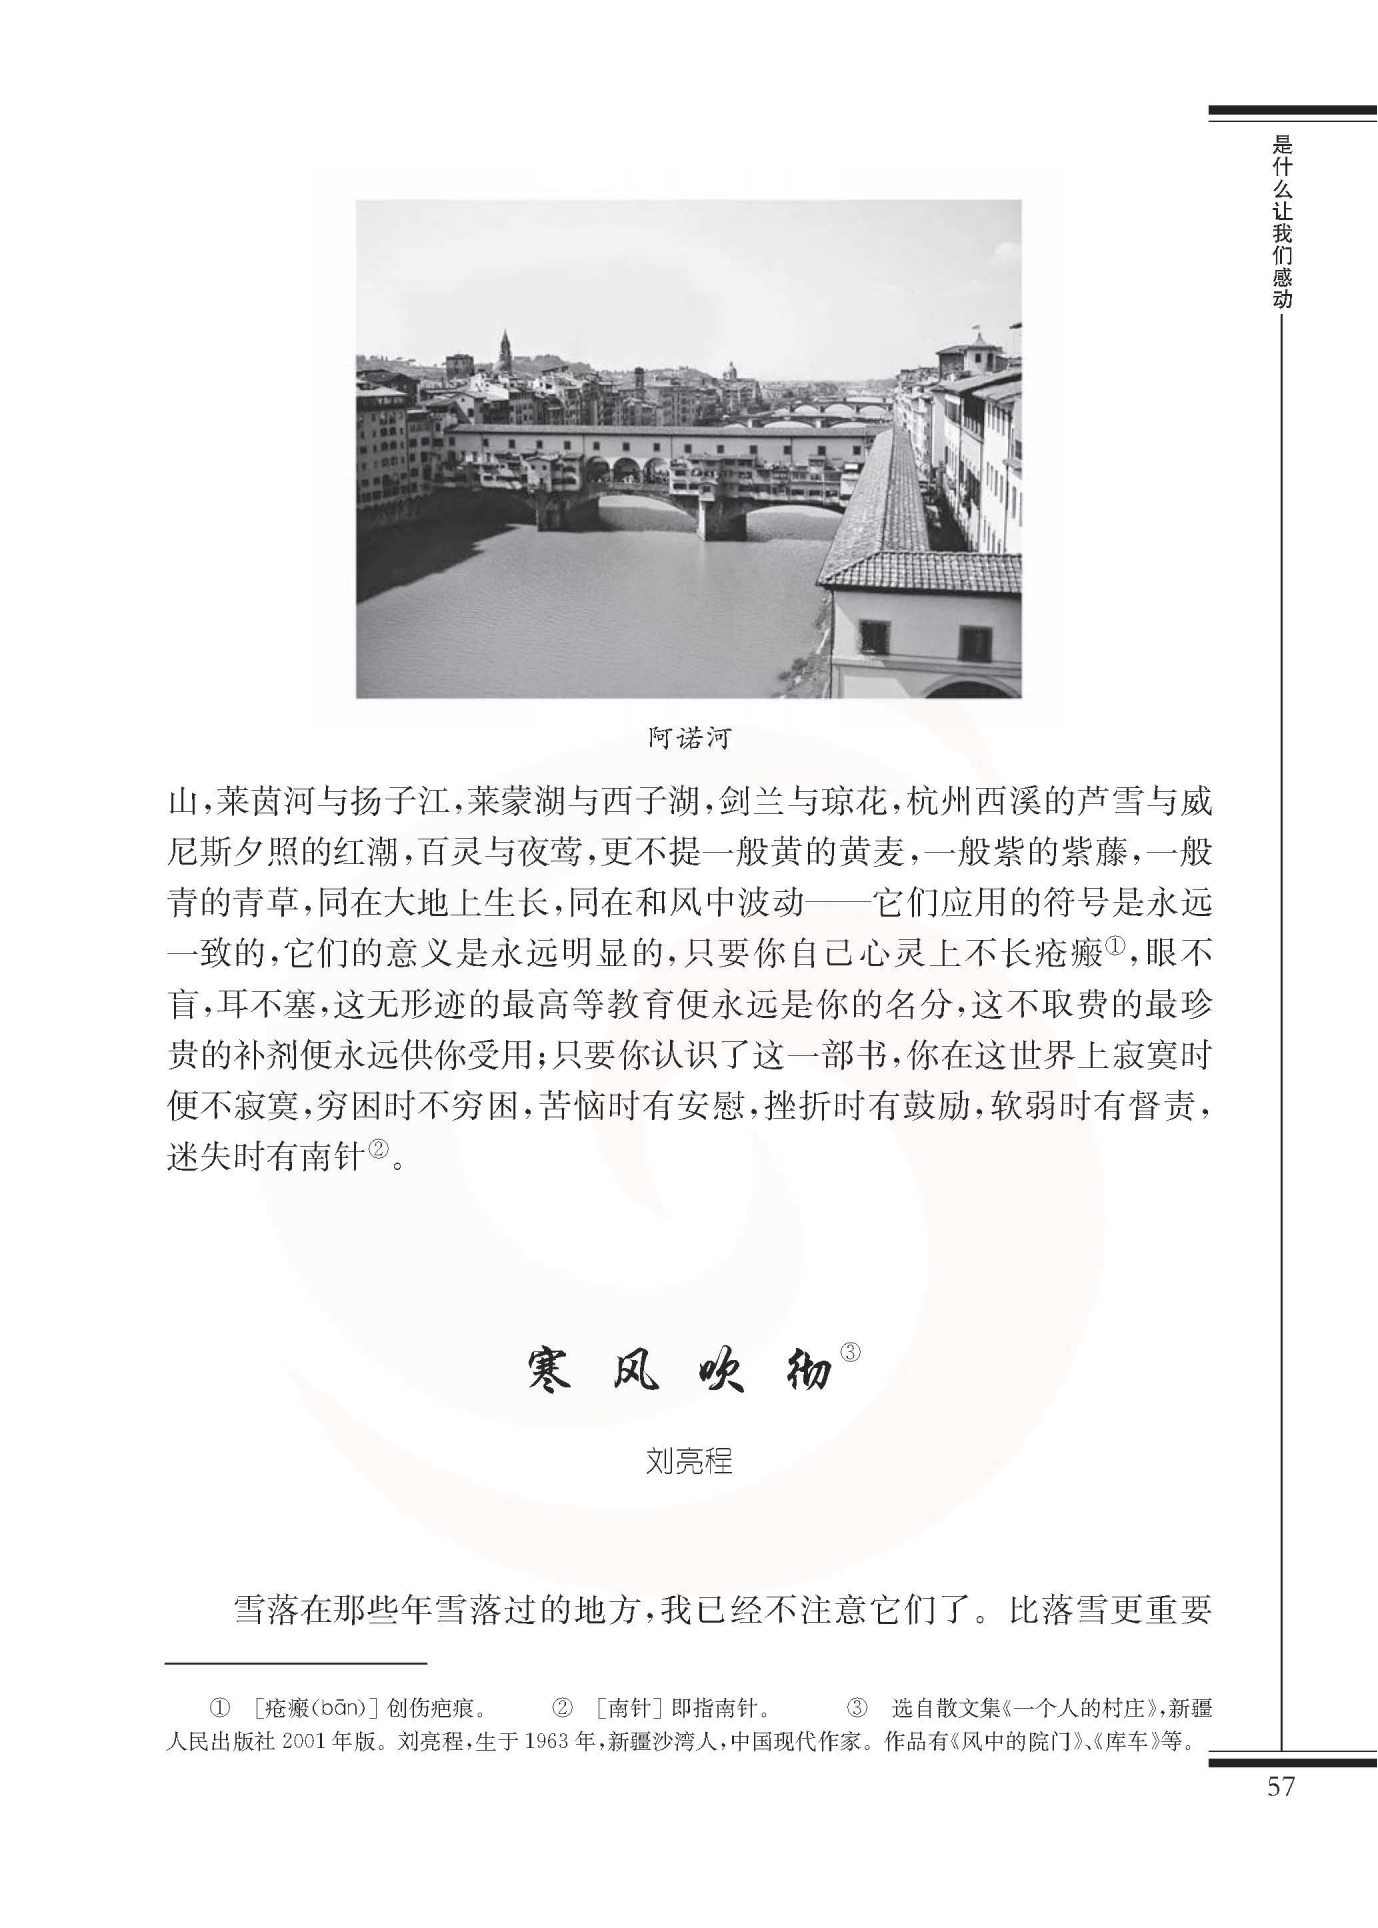 是什么让我们感动
阿诺河
山,莱茵河与扬子江,莱蒙湖与西子湖,剑兰与琼花,杭州西溪的芦雪与威
尼斯夕照的红潮,百灵与夜莺,更不提一般黄的黄麦,一般紫的紫藤,一般
青的青草,同在大地上生长,同在和风中波动——它们应用的符号是永远
一致的,它们的意义是永远明显的,只要你自己心灵上不长疮瘢①,眼不
盲,耳不塞,这无形迹的最高等教育便永远是你的名分,这不取费的最珍
贵的补剂便永远供你受用;只要你认识了这一部书,你在这世界上寂寞时
便不寂寞,穷困时不穷困,苦恼时有安慰,挫折时有鼓励,软弱时有督责,
迷失时有南针②。
寒风吹彻③
刘亮程
雪落在那些年雪落过的地方,我已经不注意它们了。比落雪更重要
① [疮瘢(bān)] 创伤疤痕。 ② [南针] 即指南针。 ③ 选自散文集《一个人的村庄》,新疆
人民出版社 2001 年版。刘亮程,生于 1963 年,新疆沙湾人,中国现代作家。作品有《风中的院门》、《库车》等。
57